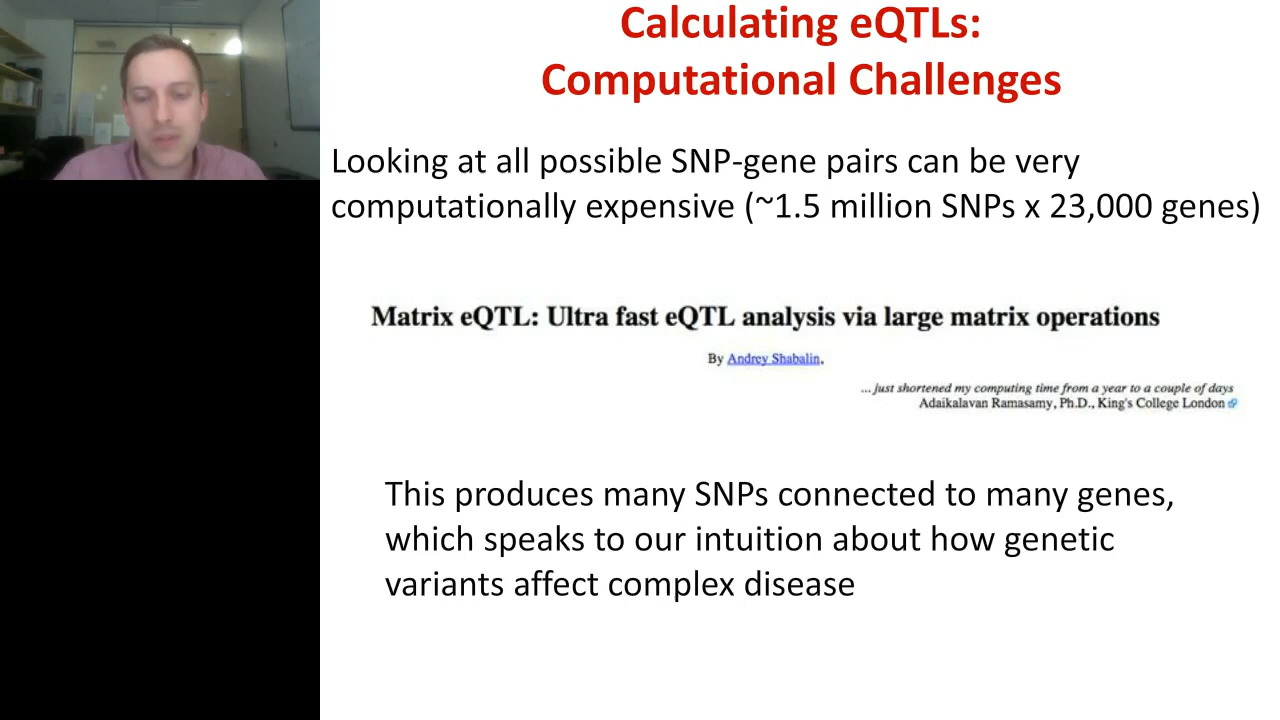 Calculating eQTLs:
Computational Challenges
Looking at all possible SNP-gene pairs can be very
computationally expensive (~1.5 million SNPs x 23,000 genes)
Matrix eQTL: Ultra fast eQTL analysis via large matrix operations
By Andrey Shabalin.
... just shortened my computing time from a year to a couple of days
Adaikalavan Ramasamy, Ph.D., King's College London
This produces many SNPs connected to many genes,
which speaks to our intuition about how genetic
variants affect complex disease